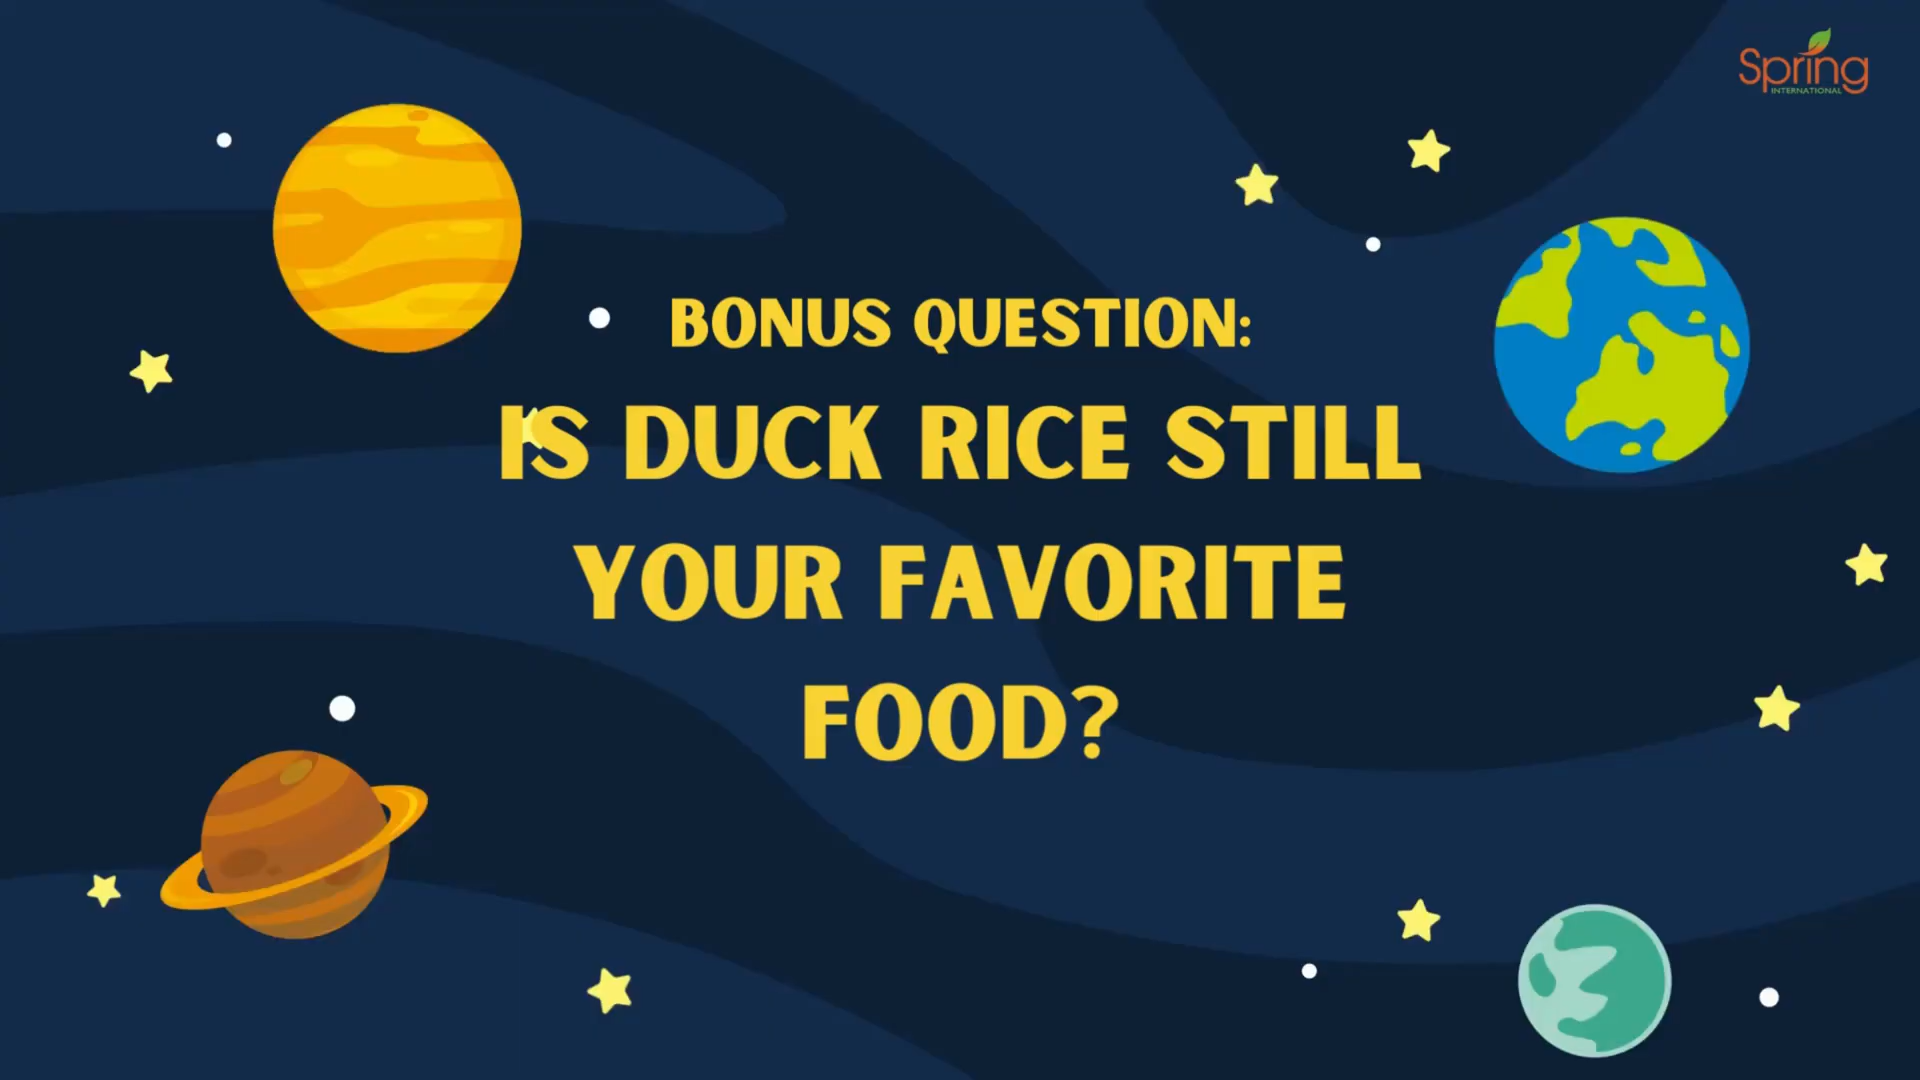 Spring
INTERNATIONAL
BONUS QUESTION:
IS DUCK RICE STILL
YOUR FAVORITE
FOOD?